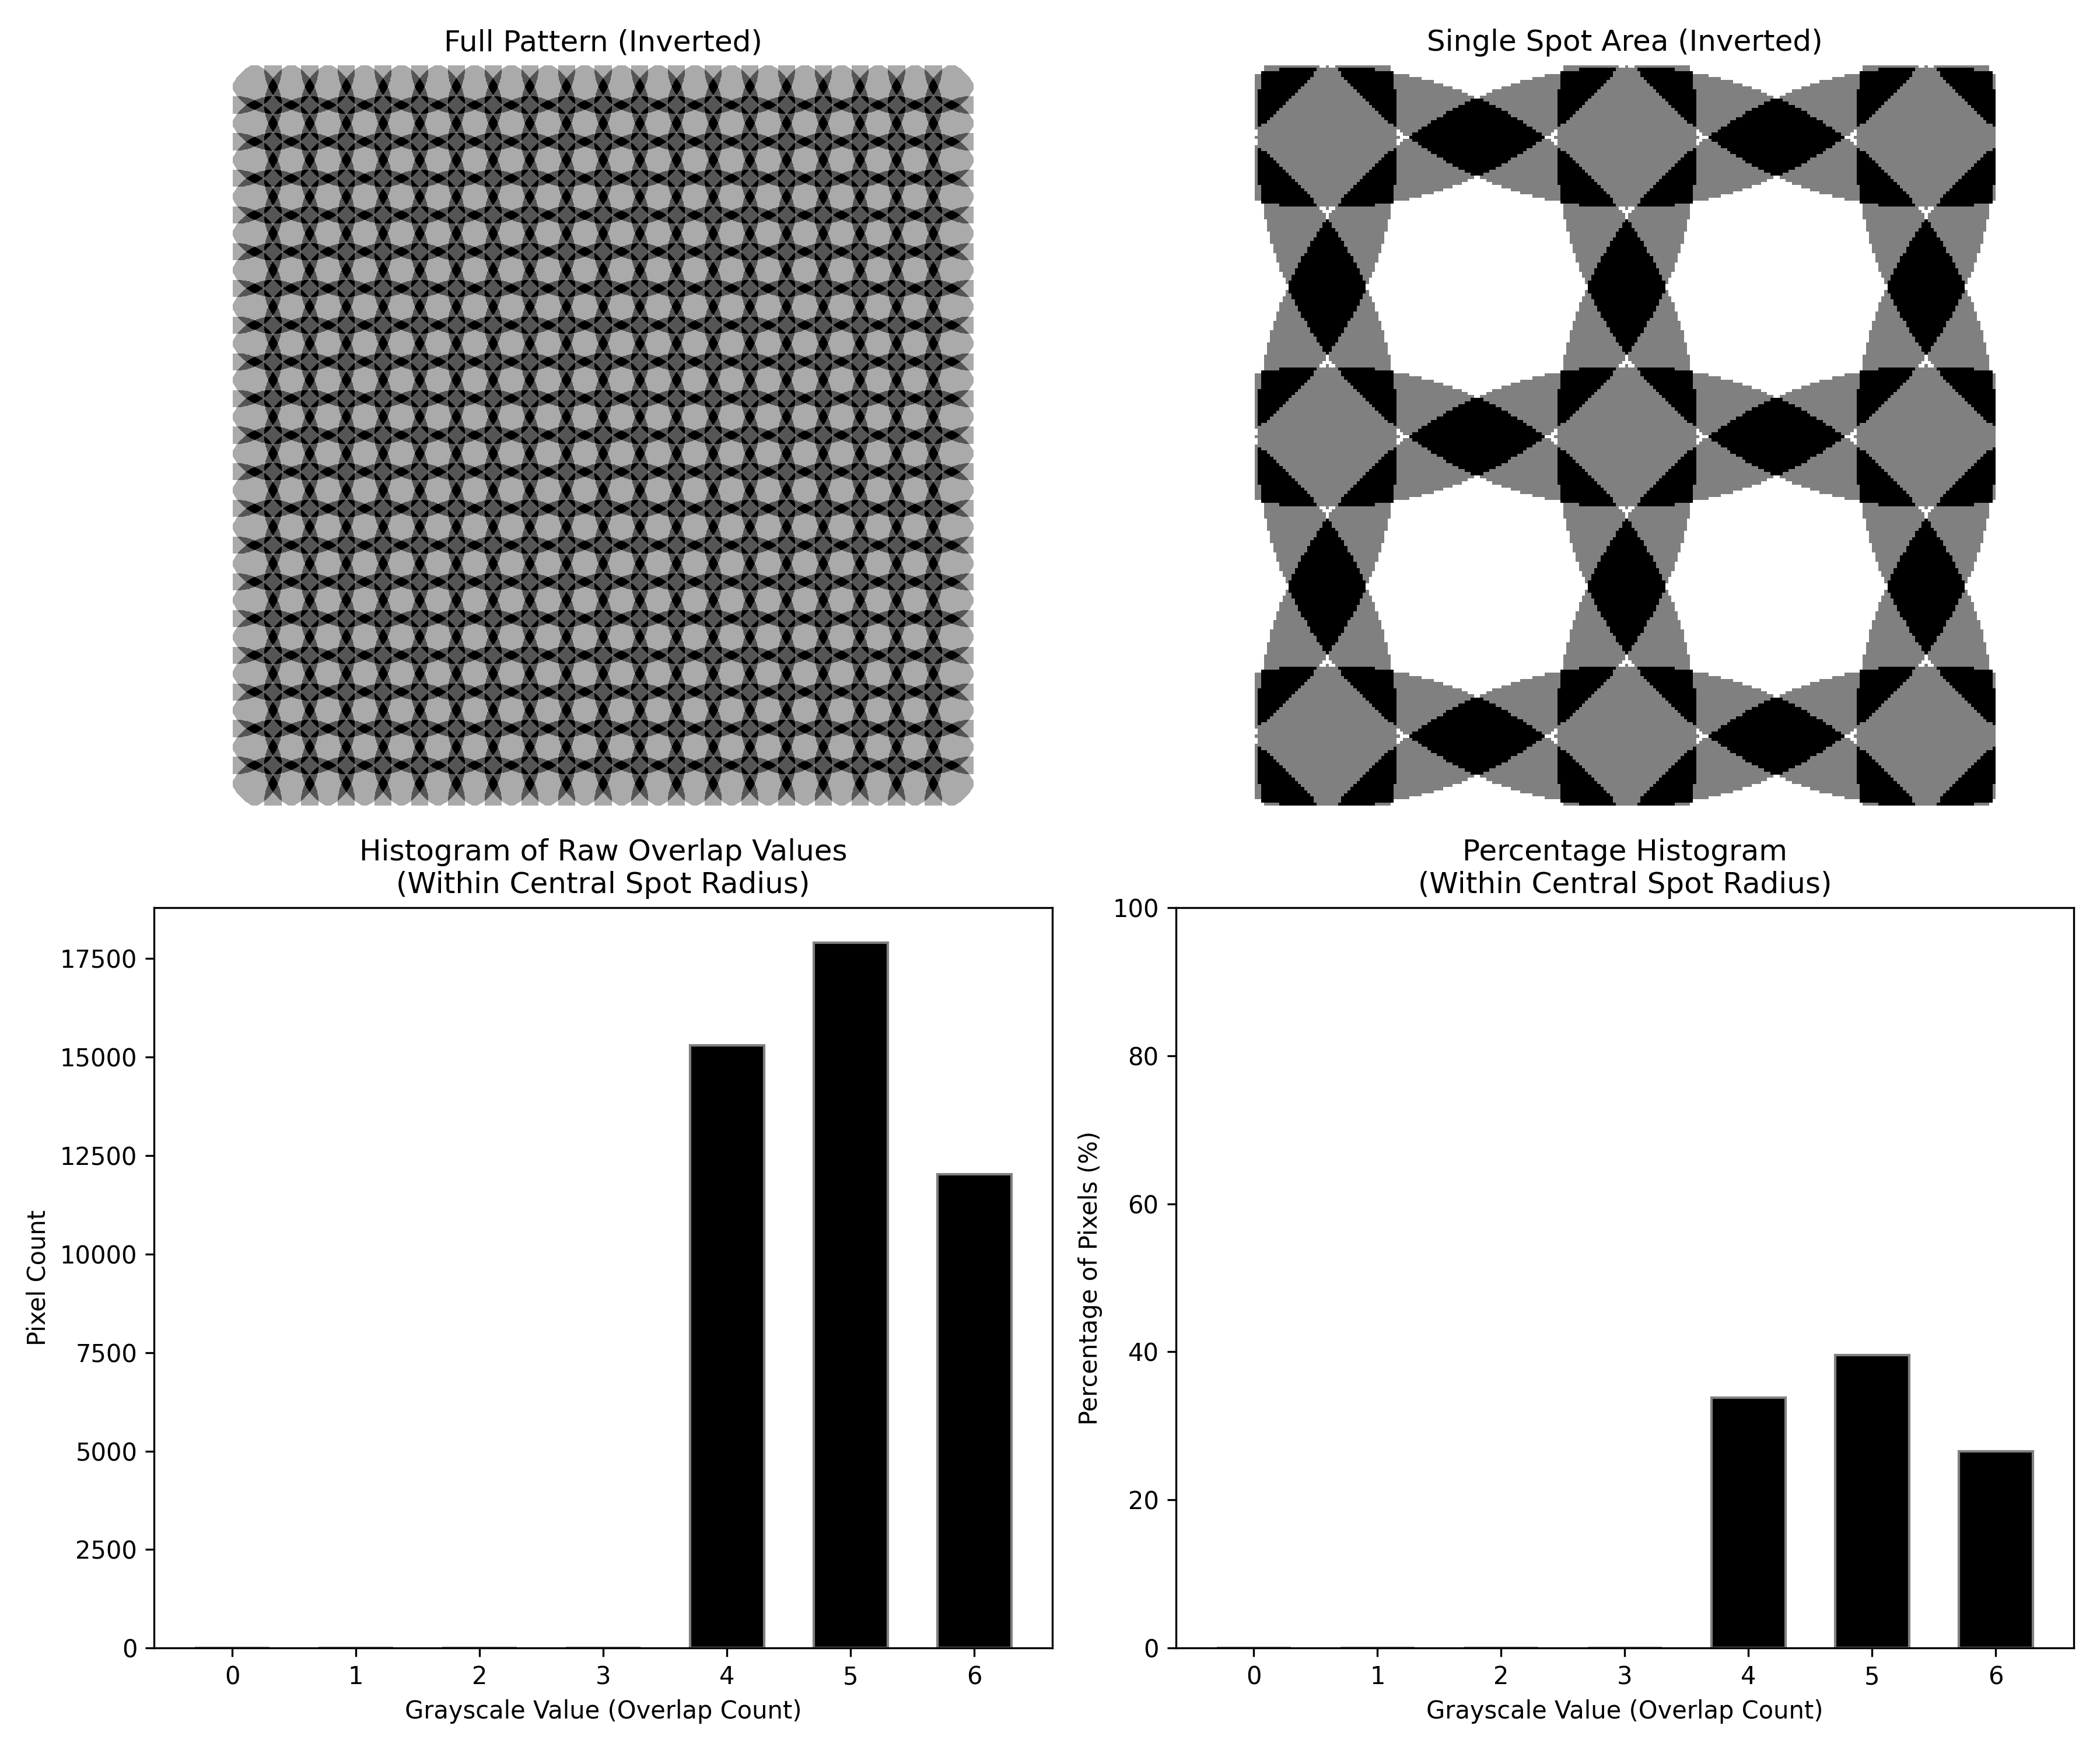 Full Pattern (Inverted)
Single Spot Area (Inverted)
Histogram of Raw Overlap Values
(Within Central Spot Radius)
17500
15000
12500
10000
7500
5000
2500
0
Pixel Count
0 1 2 3 4 5 6
Grayscale Value (Overlap Count)
Percentage Histogram
(Within Central Spot Radius)
100
80
60
40
20
0
Percentage of Pixels (%)
0 1 2 3 4 5 6
Grayscale Value (Overlap Count)